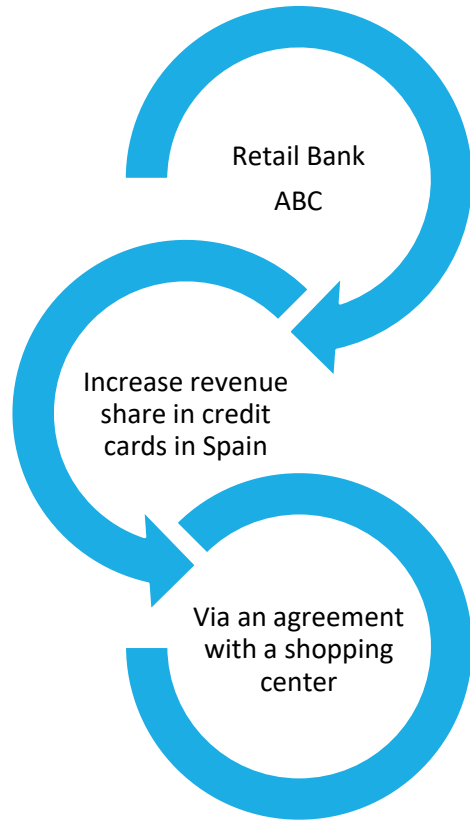 Retail Bank
ABC
Increase revenue
share in credit
cards in Spain
Via an agreement
with a shopping
center